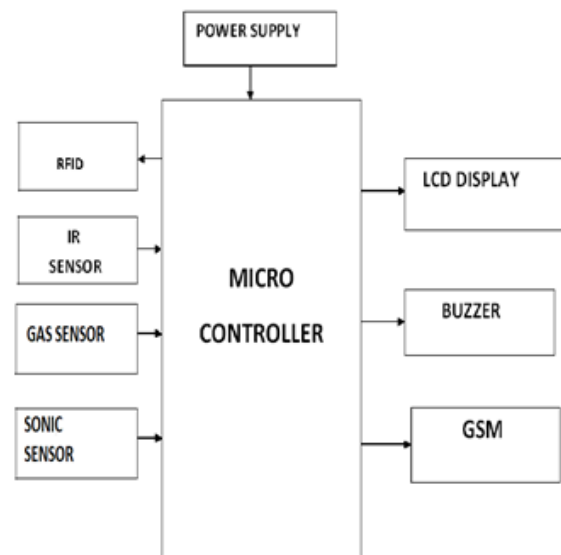 POWER SUPPLY
RFID
IR
SENSOR
GAS SENSOR
SONIC
SENSOR
MICRO
CONTROLLER
LCD DISPLAY
BUZZER
GSM